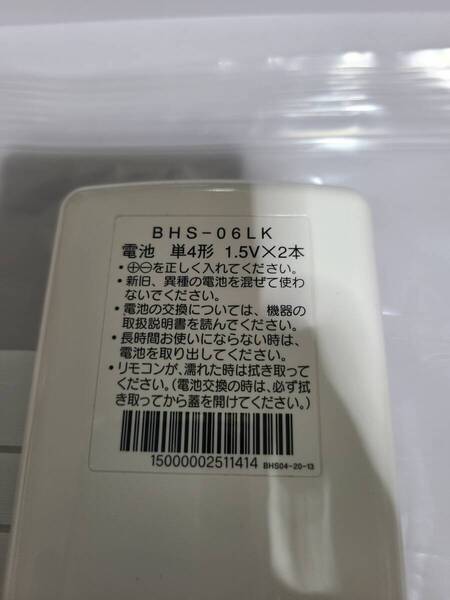 BHS-06LK
電池 単4形 1.5V×2本
・⊕⊖を正しく入れてください。
・新旧、異種の電池を混ぜて使わ
ないでください。
・電池の交換については、機器の
取扱説明書を読んでください。
・長時間お使いにならない時は、
電池を取り出してください。
・リモコンが、濡れた時は拭き取って
ください。(電池交換の時は、必ず拭
き取ってから蓋を開けてください。)
15000002511414 BHS04-20-13